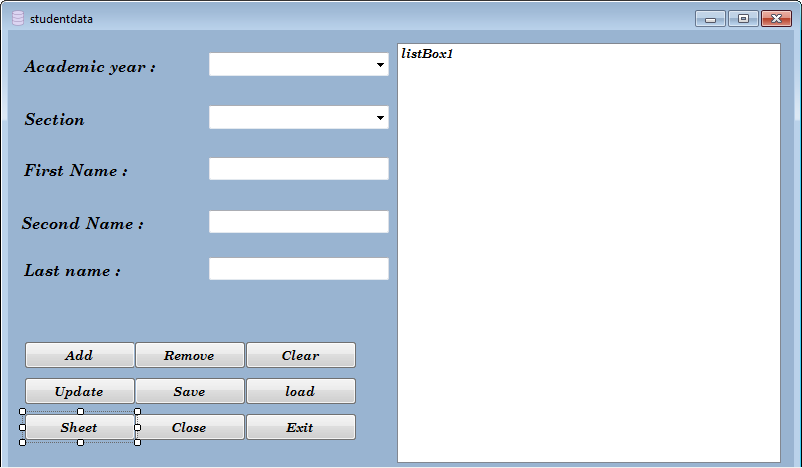 studentdata
listBox1
Academic year :
Section
First Name :
Second Name :
Last name :
Add Remove Clear
Update Save load
Sheet Close Exit